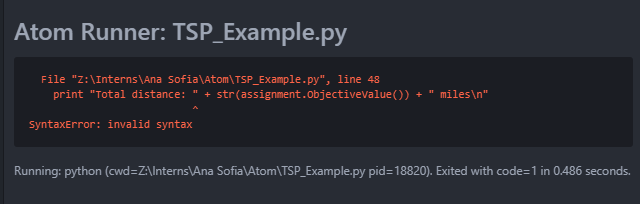 Atom Runner: TSP_Example.py
File "Z:\Interns\Ana Sofia\Atom\TSP_Example.py", line 48
print "Total distance: " + str(assignment.ObjectiveValue()) + " miles\n"
^
SyntaxError: invalid syntax
Running: python (cwd=Z:\Interns\Ana Sofia\Atom\TSP_Example.py pid=18820). Exited with code=1 in 0.486 seconds.